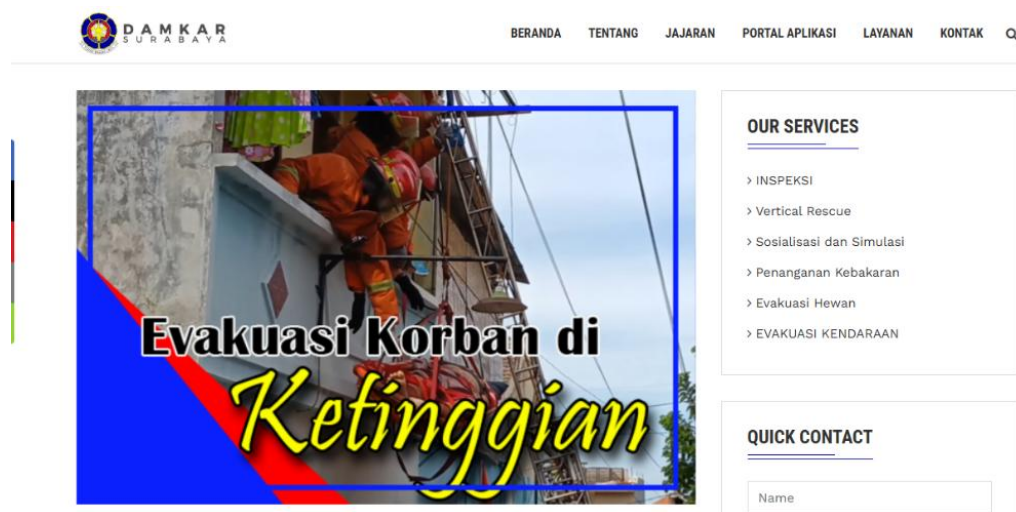 DAMKAR
SURABAYA
BERANDA TENTANG JAJARAN PORTAL APLIKASI LAYANAN KONTAK
Evakuasi Korban di
Ketinggian
OUR SERVICES
> INSPEKSI
> Vertical Rescue
> Sosialisasi dan Simulasi
> Penanganan Kebakaran
> Evakuasi Hewan
> EVAKUASI KENDARAAN
QUICK CONTACT
Name